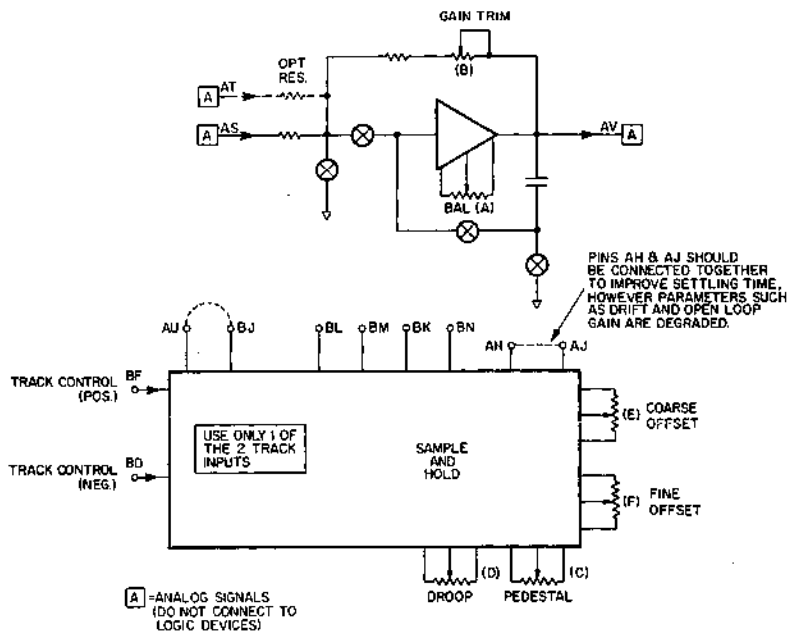 GAIN TRIM
(B)
OPT
RES.
A AT
A AS
AV A
BAL (A)
PINS AH & AJ SHOULD
BE CONNECTED TOGETHER
TO IMPROVE SETTLING TIME,
HOWEVER PARAMETERS SUCH
AS DRIFT AND OPEN LOOP
GAIN ARE DEGRADED.
AU BJ BL BM BK BN AH AJ
TRACK CONTROL BF
(POS.)
(E) COARSE
OFFSET
USE ONLY 1 OF
THE 2 TRACK
INPUTS
SAMPLE
AND
HOLD
TRACK CONTROL BD
(NEG.)
(F) FINE
OFFSET
(D) (C)
DROOP PEDESTAL
A =ANALOG SIGNALS
(DO NOT CONNECT TO
LOGIC DEVICES)